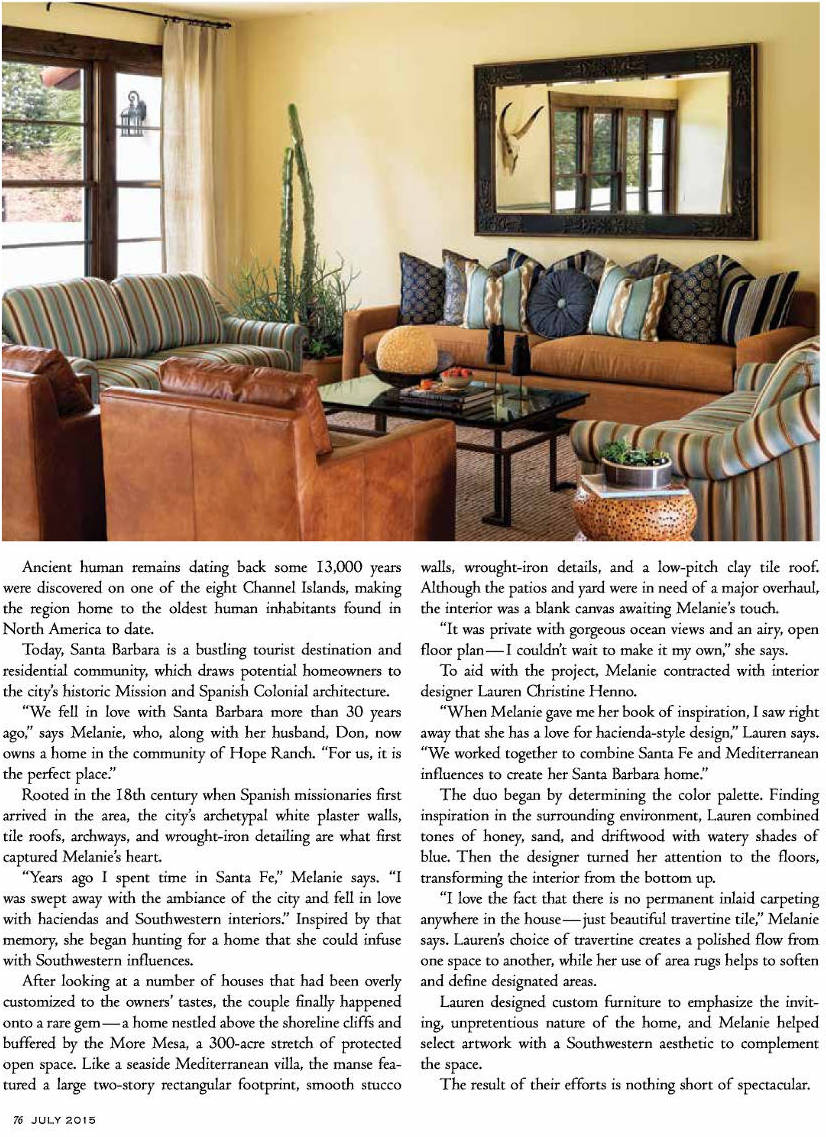 Ancient human remains dating back some 13,000 years
were discovered on one of the eight Channel Islands, making
the region home to the oldest human inhabitants found in
North America to date.
Today, Santa Barbara is a bustling tourist destination and
residential community, which draws potential homeowners to
the city's historic Mission and Spanish Colonial architecture.
"We fell in love with Santa Barbara more than 30 years
ago," says Melanie, who, along with her husband, Don, now
owns a home in the community of Hope Ranch. "For us, it is
the perfect place."
Rooted in the 18th century when Spanish missionaries first
arrived in the area, the city's archetypal white plaster walls,
tile roofs, archways, and wrought-iron detailing are what first
captured Melanie's heart.
"Years ago I spent time in Santa Fe," Melanie says. "I
was swept away with the ambiance of the city and fell in love
with haciendas and Southwestern interiors." Inspired by that
memory, she began hunting for a home that she could infuse
with Southwestern influences.
After looking at a number of houses that had been overly
customized to the owners' tastes, the couple finally happened
onto a rare gem—a home nestled above the shoreline cliffs and
buffered by the More Mesa, a 300-acre stretch of protected
open space. Like a seaside Mediterranean villa, the manse fea-
tured a large two-story rectangular footprint, smooth stucco
walls, wrought-iron details, and a low-pitch clay tile roof.
Although the patios and yard were in need of a major overhaul,
the interior was a blank canvas awaiting Melanie's touch.
"It was private with gorgeous ocean views and an airy, open
floor plan—I couldn't wait to make it my own," she says.
To aid with the project, Melanie contracted with interior
designer Lauren Christine Henno.
"When Melanie gave me her book of inspiration, I saw right
away that she has a love for hacienda-style design," Lauren says.
"We worked together to combine Santa Fe and Mediterranean
influences to create her Santa Barbara home."
The duo began by determining the color palette. Finding
inspiration in the surrounding environment, Lauren combined
tones of honey, sand, and driftwood with watery shades of
blue. Then the designer turned her attention to the floors,
transforming the interior from the bottom up.
"I love the fact that there is no permanent inlaid carpeting
anywhere in the house—just beautiful travertine tile," Melanie
says. Lauren's choice of travertine creates a polished flow from
one space to another, while her use of area rugs helps to soften
and define designated areas.
Lauren designed custom furniture to emphasize the invit-
ing, unpretentious nature of the home, and Melanie helped
select artwork with a Southwestern aesthetic to complement
the space.
The result of their efforts is nothing short of spectacular.
76 JULY 2015